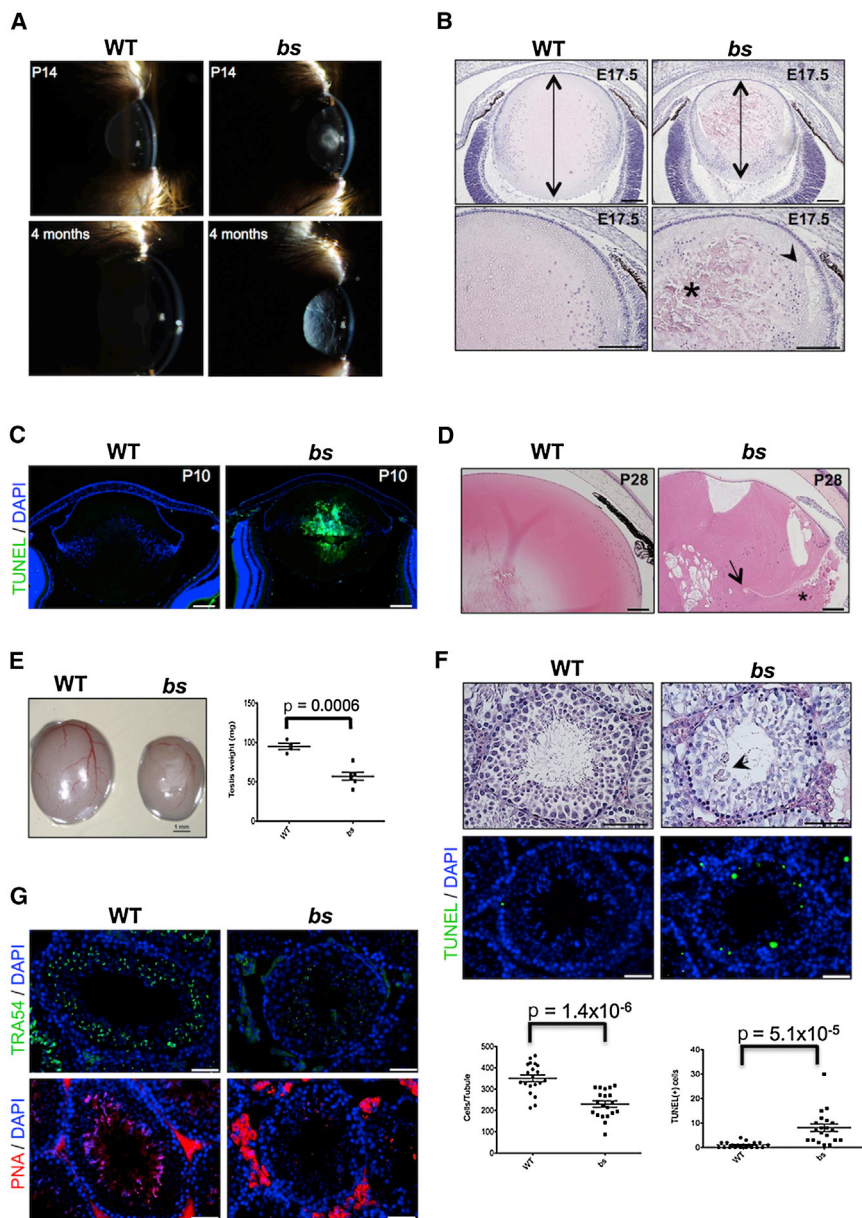 A
WT
bs
P14
P14
4 months
4 months
B
WT
bs
E17.5
E17.5
E17.5
E17.5
*
C
WT
bs
TUNEL / DAPI
P10
P10
D
WT
bs
P28
P28
*
E
WT
bs
1 mm
p = 0.0006
Testis weight (mg)
150
100
50
0
WT
bs
F
WT
bs
TUNEL / DAPI
p = 1.4x10-6
Cells/Tubule
500
400
300
200
100
0
WT
bs
p = 5.1x10-5
TUNEL(+) cells
40
30
20
10
0
WT
bs
G
WT
bs
TRA54 / DAPI
PNA / DAPI